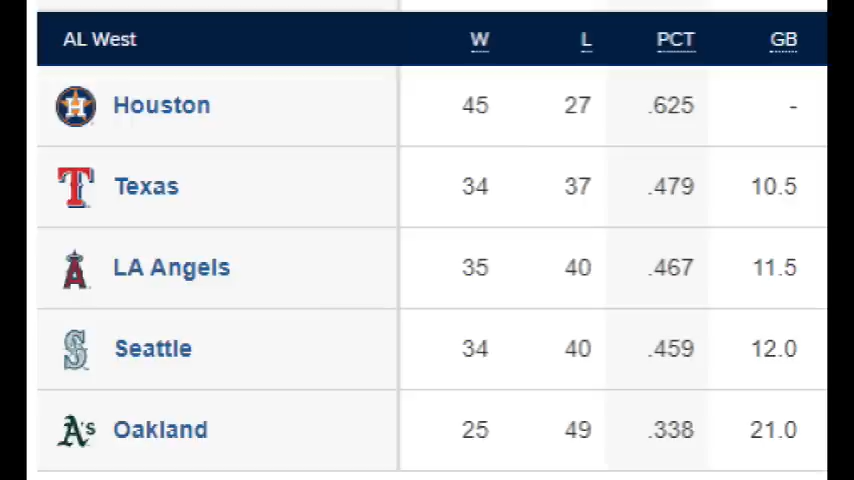 AL West W L PCT GB
H Houston 45 27 .625 -
T Texas 34 37 .479 10.5
A LA Angels 35 40 .467 11.5
S Seattle 34 40 .459 12.0
A's Oakland 25 49 .338 21.0